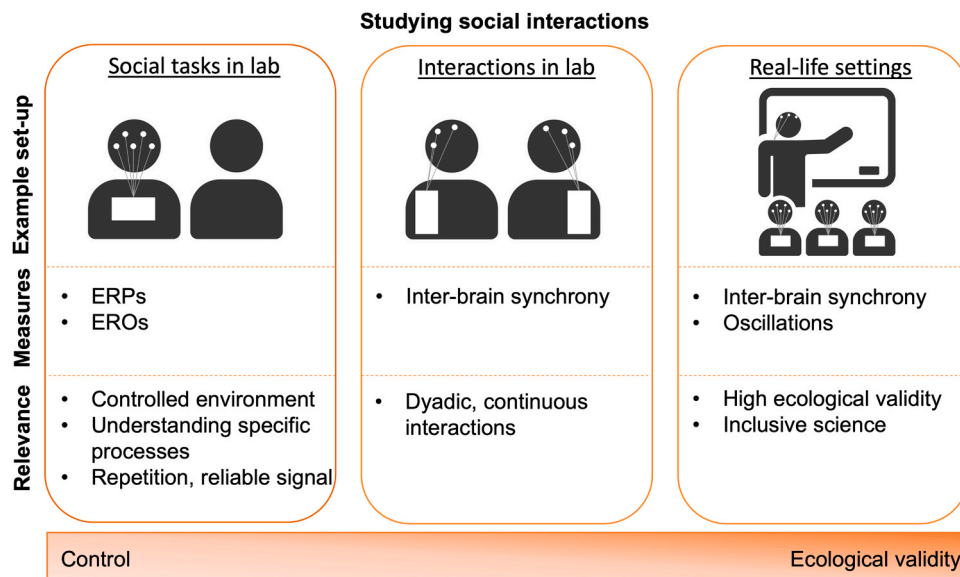 Studying social interactions
Social tasks in lab
Interactions in lab
Real-life settings
Example set-up
Measures
• ERPs
• EROs
• Inter-brain synchrony
• Inter-brain synchrony
• Oscillations
Relevance
• Controlled environment
• Understanding specific
processes
• Repetition, reliable signal
• Dyadic, continuous
interactions
• High ecological validity
• Inclusive science
Control
Ecological validity